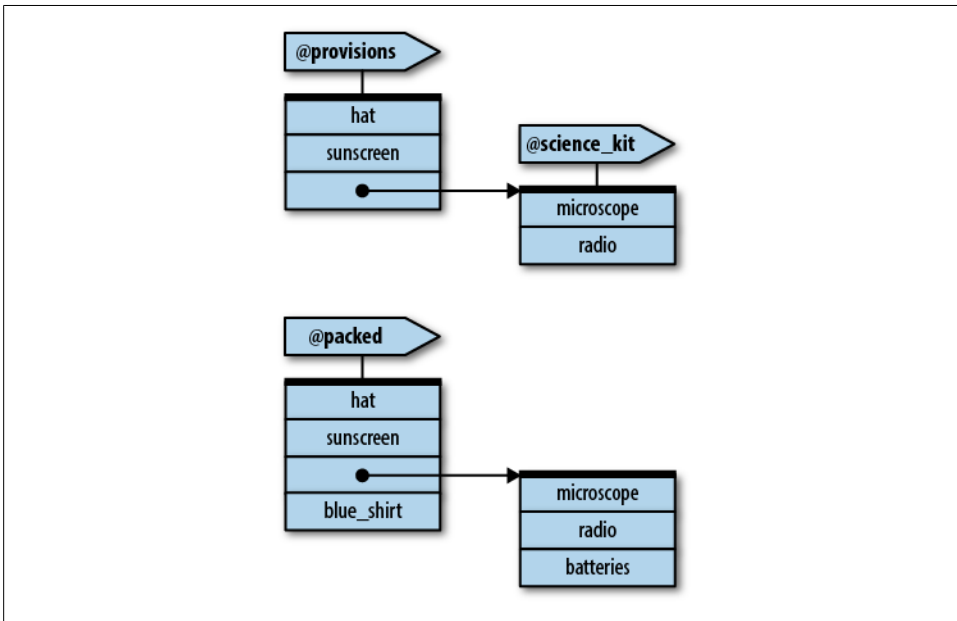 @provisions
hat
sunscreen
@science_kit
microscope
radio
@packed
hat
sunscreen
blue_shirt
microscope
radio
batteries